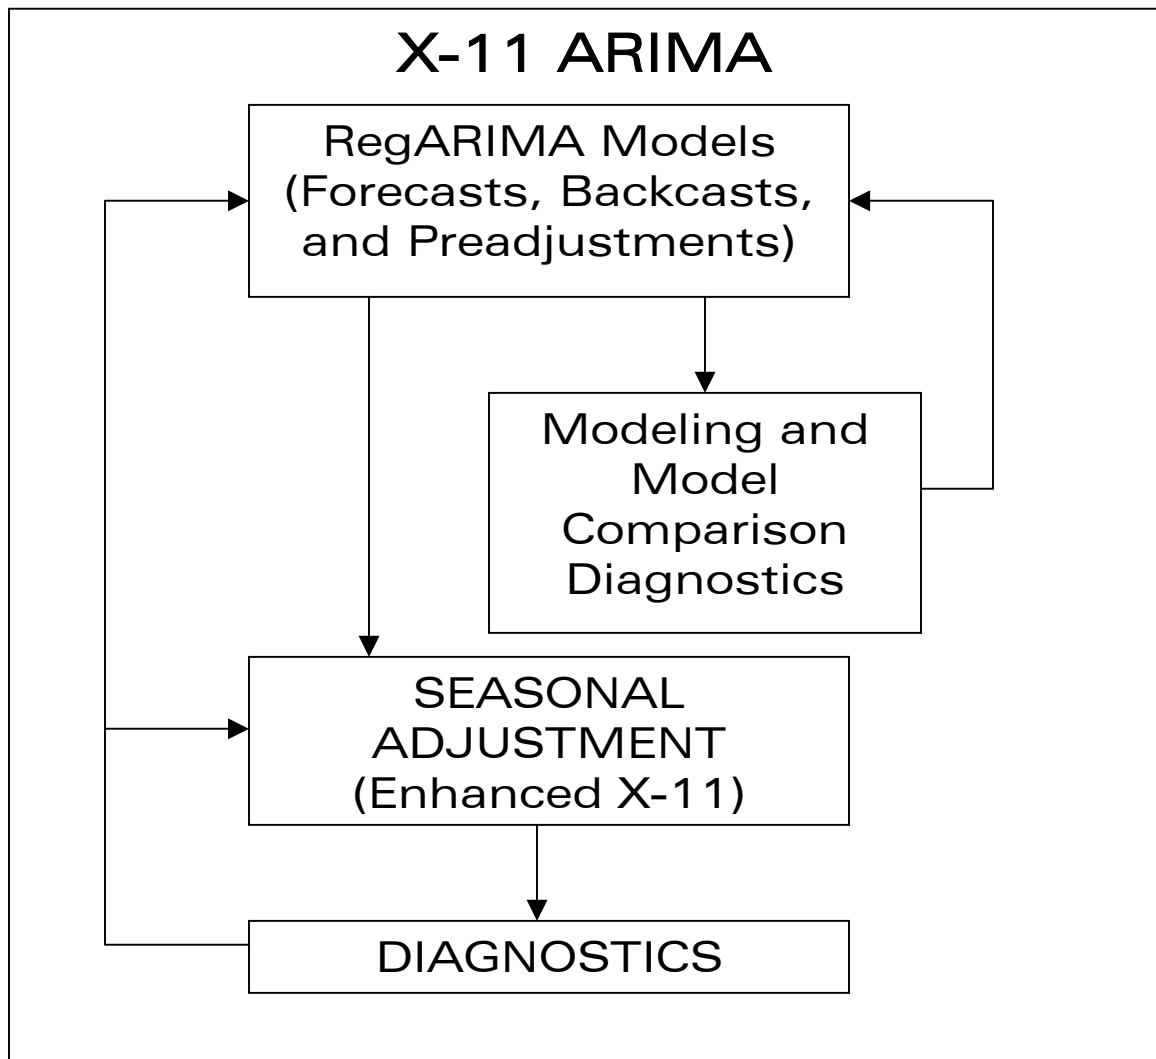 X-11 ARIMA
RegARIMA Models
(Forecasts, Backcasts,
and Preadjustments)
Modeling and
Model
Comparison
Diagnostics
SEASONAL
ADJUSTMENT
(Enhanced X-11)
DIAGNOSTICS